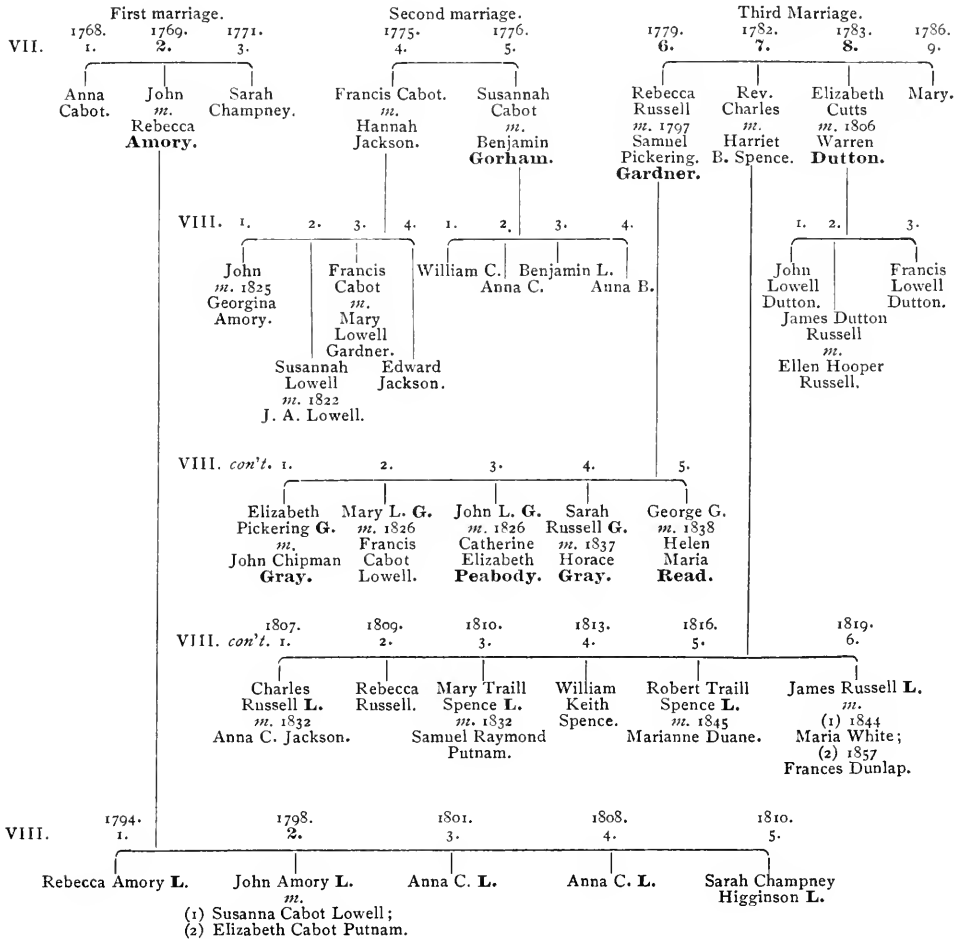 First marriage. Second marriage. Third Marriage.
1768. 1769. 1771. 1775. 1776. 1779. 1782. 1783. 1786.
VII. 1. 2. 3. 4. 5. 6. 7. 8. 9.
Anna John Sarah Francis Cabot. Susannah Rebecca Rev. Elizabeth Mary.
Cabot. m. Champney. m. Cabot Russell Charles Cutts
Rebecca Hannah m. m. 1797 m. m. 1806
Amory. Jackson. Benjamin Samuel Harriet Warren
Gorham. Pickering. B. Spence. Dutton.
Gardner.
VIII. 1. 2. 3. 4. 1. 2. 3. 4. 1. 2. 3.
John Francis William C. Benjamin L. John Francis
m. 1825 Cabot Anna C. Anna B. Lowell Lowell
Georgina m. Dutton. Dutton.
Amory. Mary James Dutton
Lowell Russell
Gardner. m.
Susannah Edward Ellen Hooper
Lowell Jackson. Russell.
m. 1822
J. A. Lowell.
VIII. con't. 1. 2. 3. 4. 5.
Elizabeth Mary L. G. John L. G. Sarah George G.
Pickering G. m. 1826 m. 1826 Russell G. m. 1838
m. Francis Catherine m. 1837 Helen
John Chipman Cabot Elizabeth Horace Maria
Gray. Lowell. Peabody. Gray. Read.
1807. 1809. 1810. 1813. 1816. 1819.
VIII. con't. 1. 2. 3. 4. 5. 6.
Charles Rebecca Mary Traill William Robert Traill James Russell L.
Russell L. Russell. Spence L. Keith Spence L. m.
m. 1832 m. 1832 Spence. m. 1845 (1) 1844
Anna C. Jackson. Samuel Raymond Marianne Duane. Maria White;
Putnam. (2) 1857
Frances Dunlap.
1794. 1798. 1801. 1808. 1810.
VIII. 1. 2. 3. 4. 5.
Rebecca Amory L. John Amory L. Anna C. L. Anna C. L. Sarah Champney
m. Higginson L.
(1) Susanna Cabot Lowell;
(2) Elizabeth Cabot Putnam.